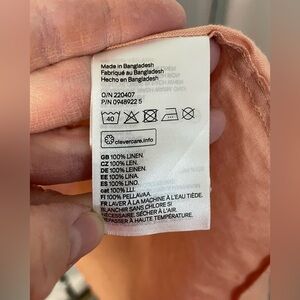 Made in Bangladesh
Fabriqué au Bangladesh
Hecho en Bangladesh
O/N 220407
P/N 0948922 5
40
clevercare.info
GB 100% LINEN.
CZ 100% LEN.
DE 100% LEINEN.
EE 100% LINA.
ES 100% LINO.
cat 100% LLI.
FI 100% PELLAVAA.
FR LAVER À LA MACHINE À L'EAU TIÈDE.
BLANCHIR SANS CHLORE SI
NÉCESSAIRE. SÉCHER À L'AIR.
REPASSER À HAUTE TEMPÉRATURE.